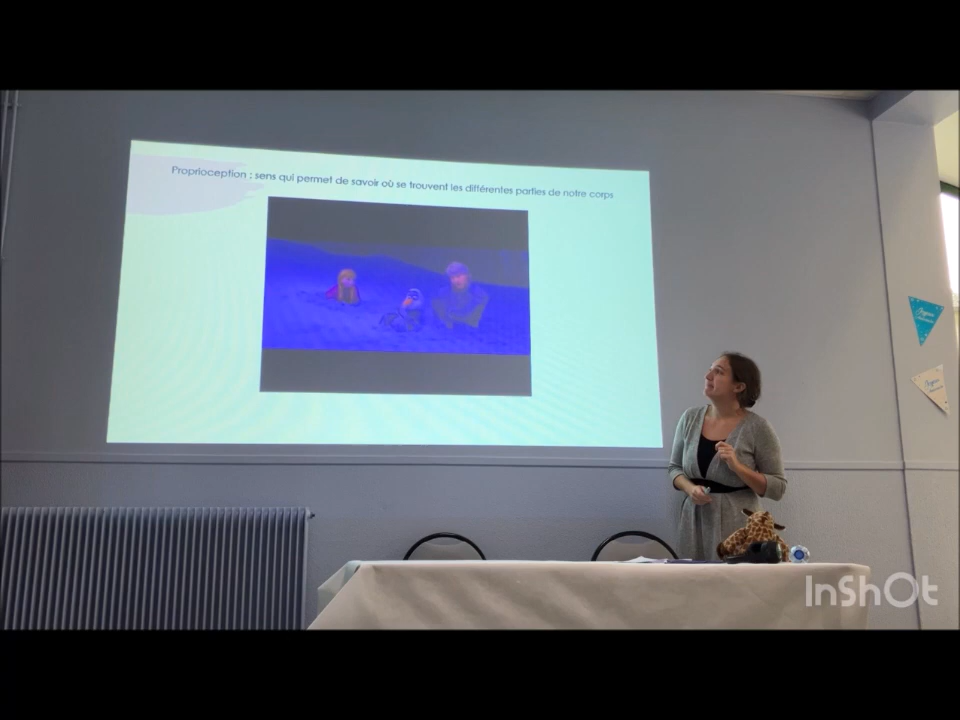 Proprioception : sens qui permet de savoir où se trouvent les différentes parties de notre corps
InShOt